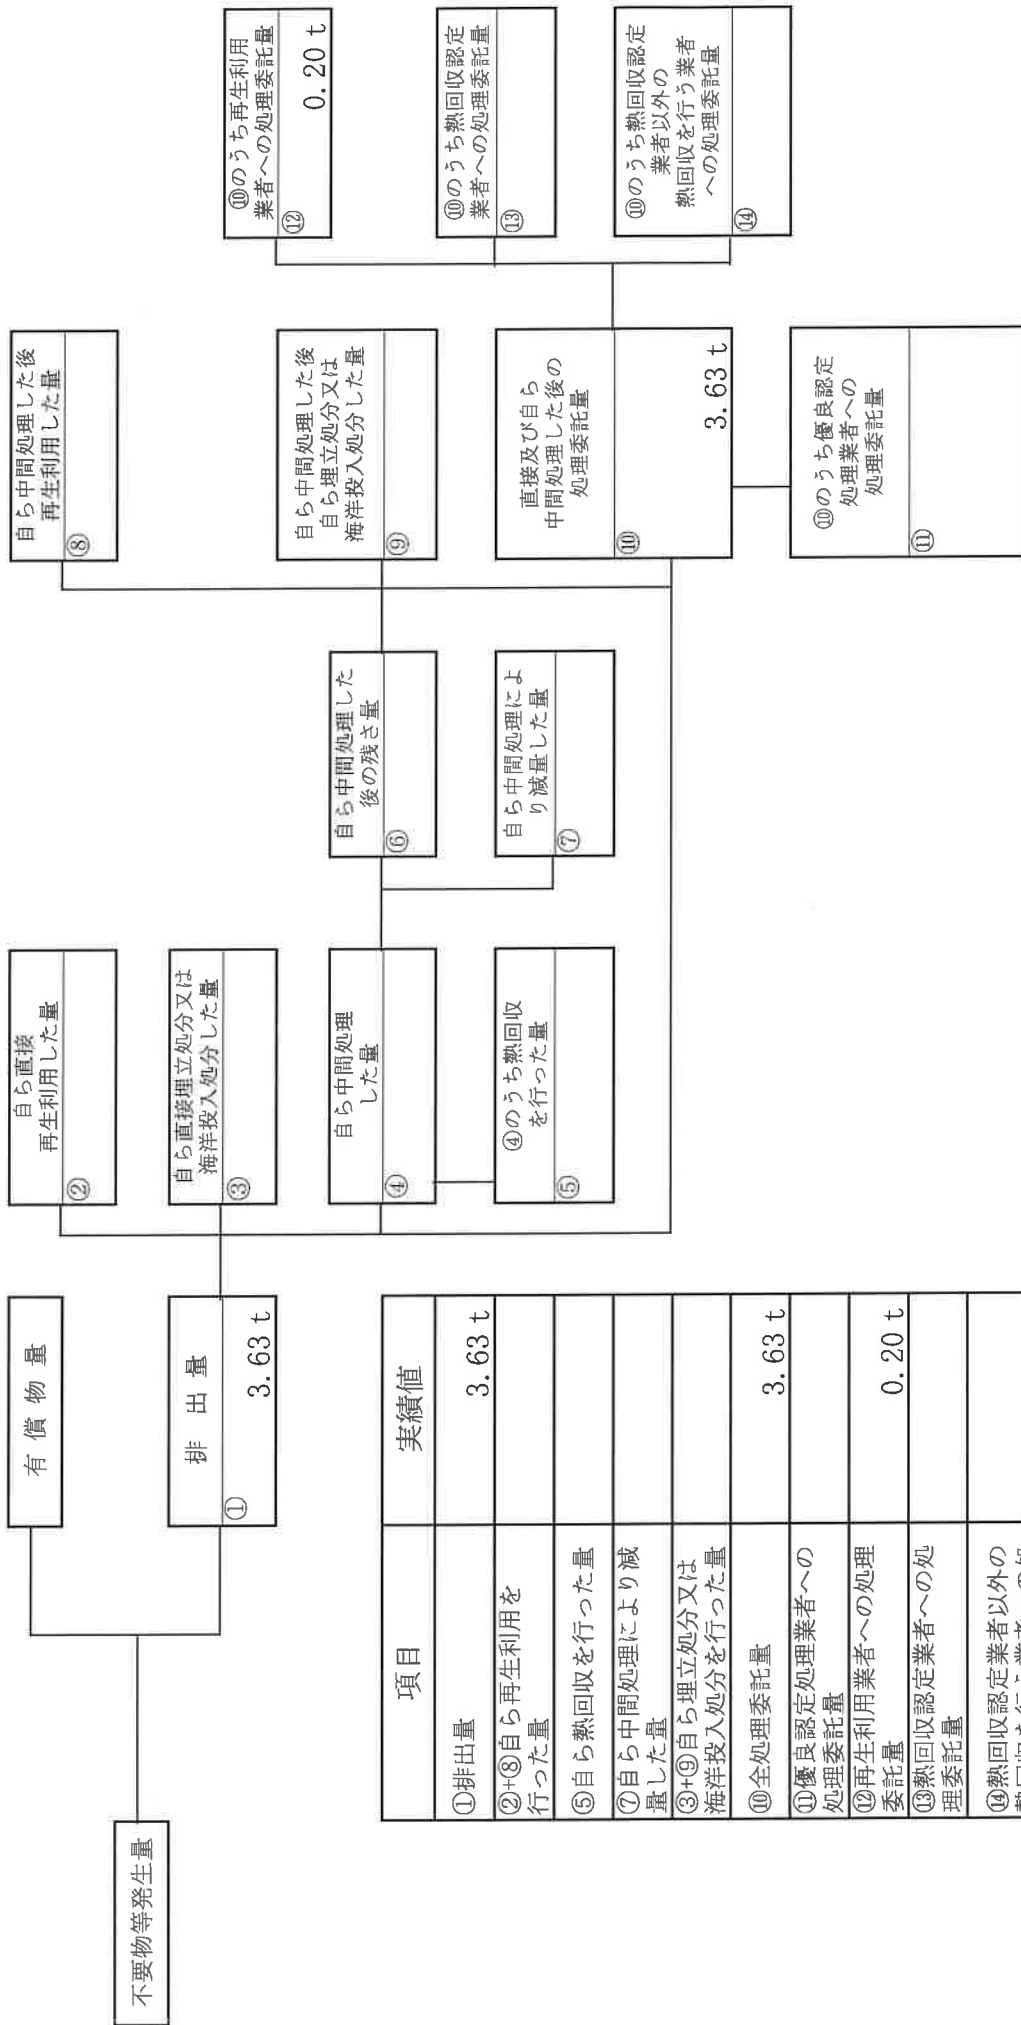 不要物等発生量
有償物量
排出量
①
3.63 t
自ら直接
再生利用した量
②
自ら直接埋立処分又は
海洋投入処分した量
③
自ら中間処理
した量
④
④のうち熱回収
を行った量
⑤
自ら中間処理した
後の残さ量
⑥
自ら中間処理によ
り減量した量
⑦
自ら中間処理した後
再生利用した量
⑧
自ら中間処理した後
自ら埋立処分又は
海洋投入処分した量
⑨
直接及び自ら
中間処理した後の
処理委託量
⑩
3.63 t
⑩のうち優良認定
処理業者への
処理委託量
⑪
⑩のうち再生利用
業者への処理委託量
⑫
0.20 t
⑩のうち熱回収認定
業者への処理委託量
⑬
⑩のうち熱回収認定
業者以外の
熱回収を行う業者
への処理委託量
⑭
項目 実績値
①排出量 3.63 t
②+⑧自ら再生利用を
行った量
⑤自ら熱回収を行った量
⑦自ら中間処理により減
量した量
③+⑨自ら埋立処分又は
海洋投入処分を行った量
⑩全処理委託量 3.63 t
⑪優良認定処理業者への
処理委託量
⑫再生利用業者への処理
委託量 0.20 t
⑬熱回収認定業者への処
理委託量
⑭熱回収認定業者以外の